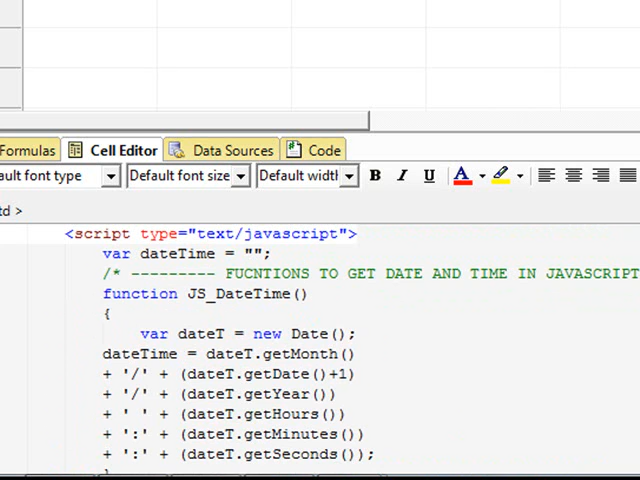 Formulas Cell Editor Data Sources Code
ault font type Default font size Default widtl B I U A
td >
<script type="text/javascript">
var dateTime = "";
/* --------- FUCNTIONS TO GET DATE AND TIME IN JAVASCRIPT
function JS_DateTime()
{
var dateT = new Date();
dateTime = dateT.getMonth()
+ '/' + (dateT.getDate()+1)
+ '/' + (dateT.getYear())
+ ' ' + (dateT.getHours())
+ ':' + (dateT.getMinutes())
+ ':' + (dateT.getSeconds());
}